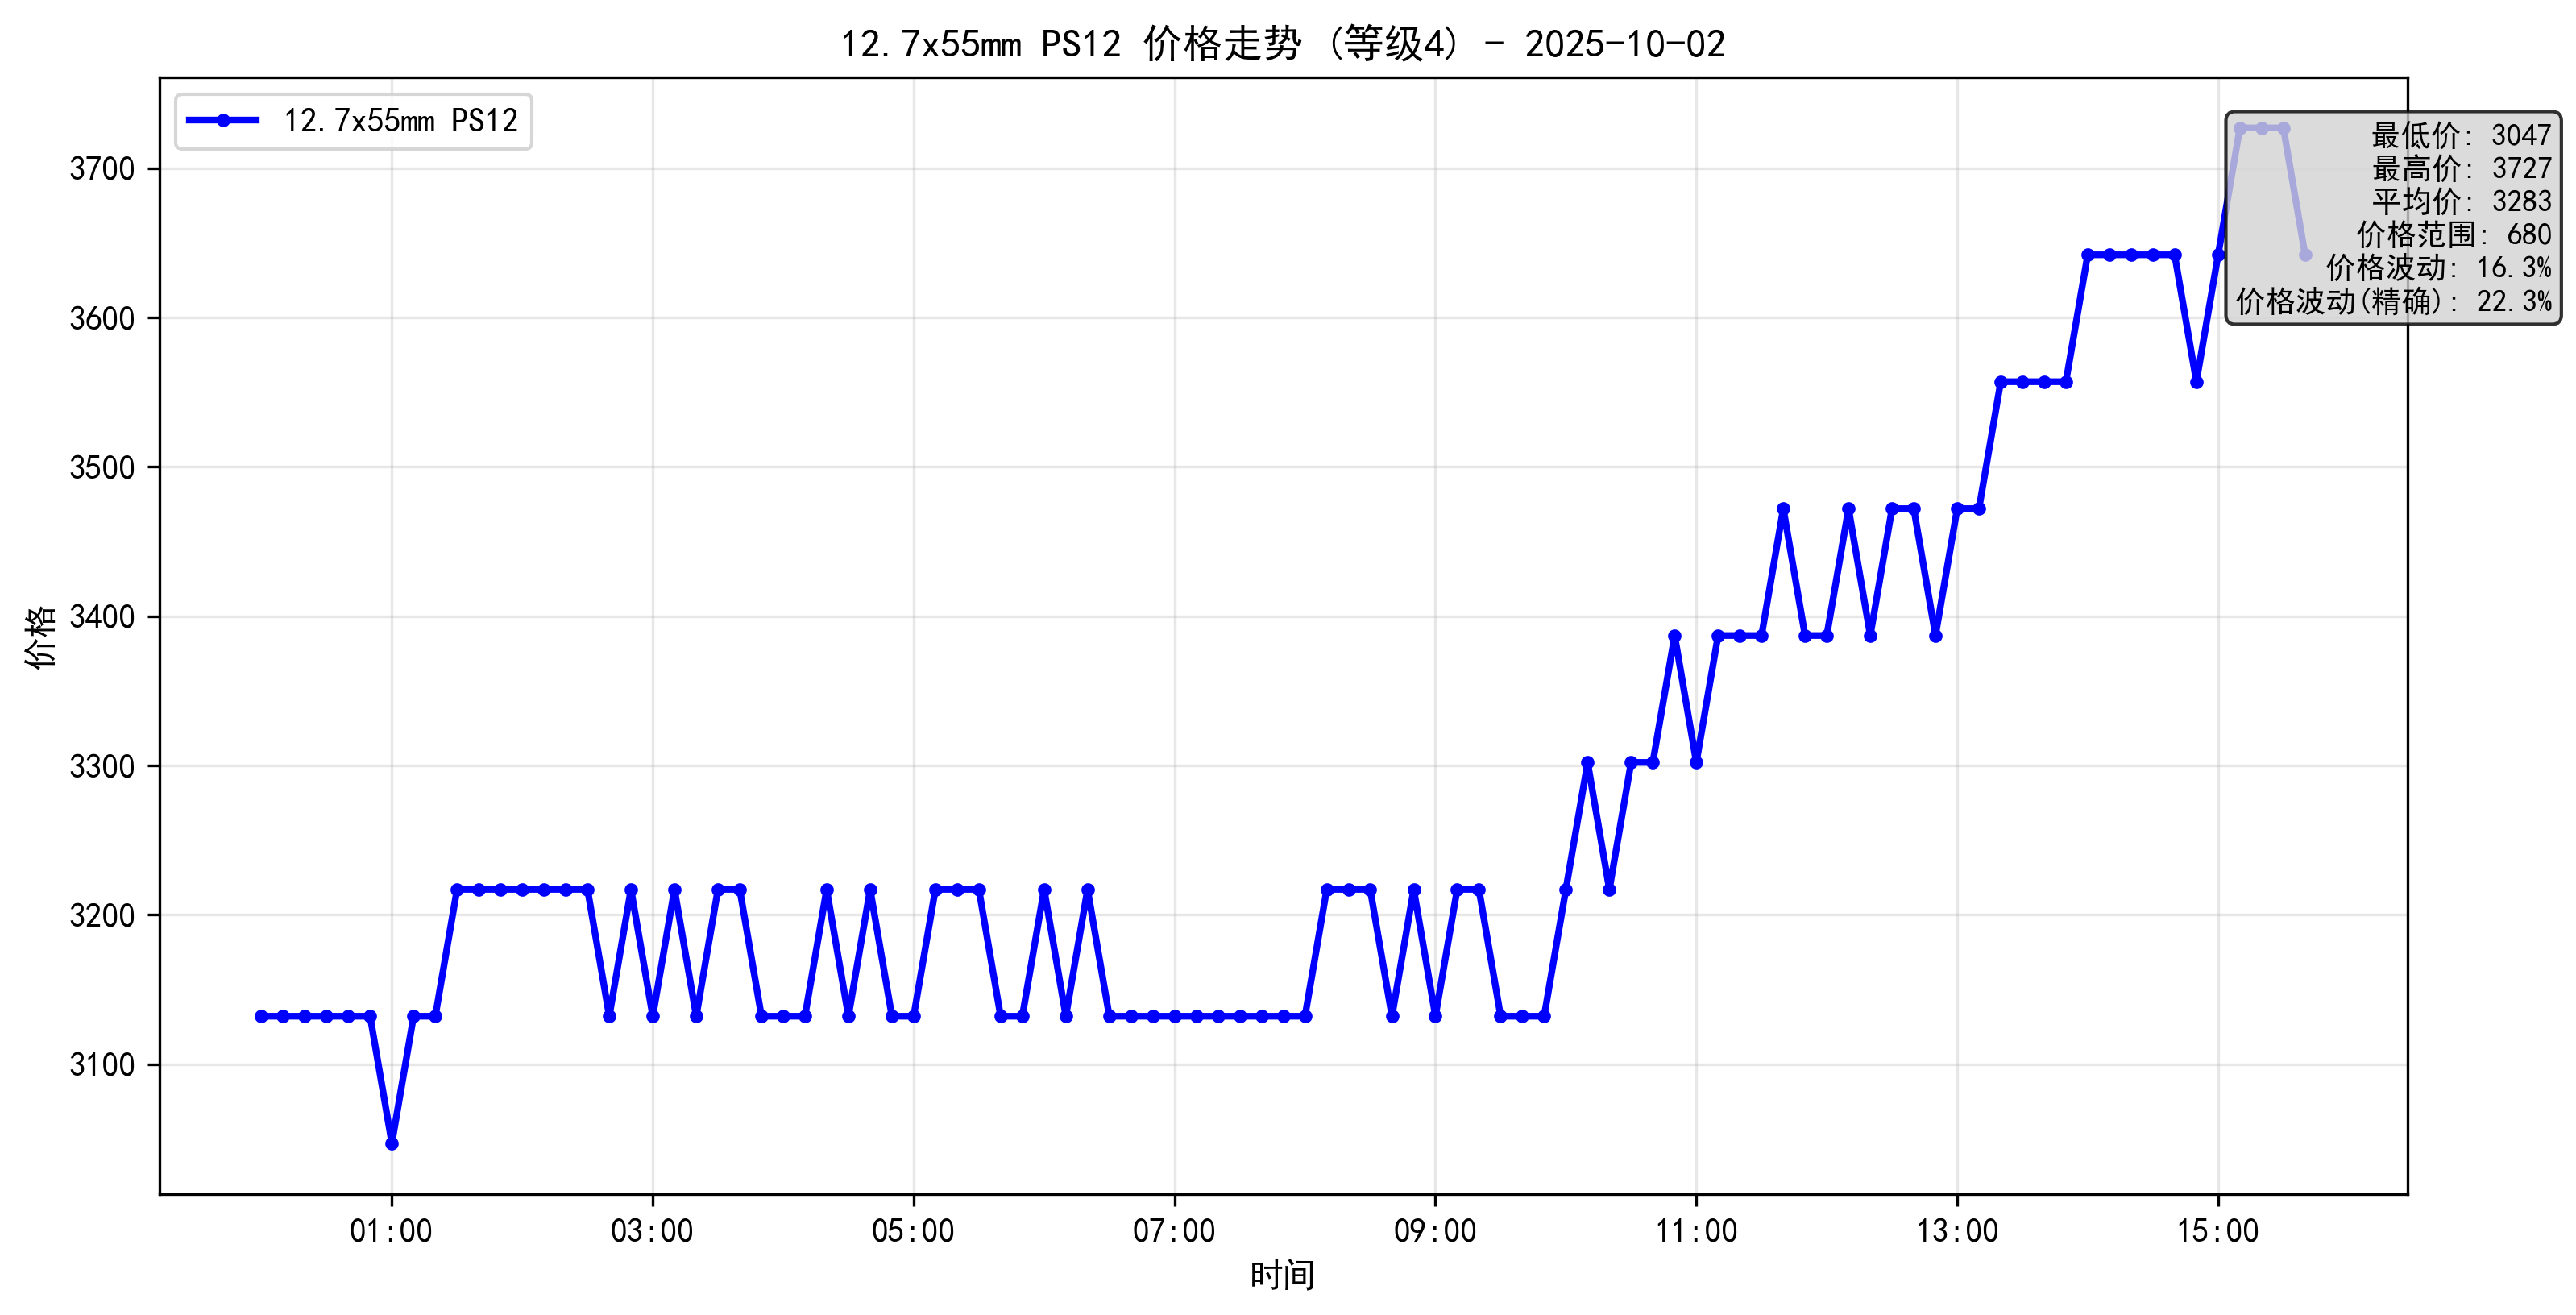 12.7x55mm PS12 价格走势 (等级4) - 2025-10-02
12.7x55mm PS12
最低价: 3047
最高价: 3727
平均价: 3283
价格范围: 680
价格波动: 16.3%
价格波动(精确): 22.3%
3700
3600
3500
3400
3300
3200
3100
价格
01:00 03:00 05:00 07:00 09:00 11:00 13:00 15:00
时间